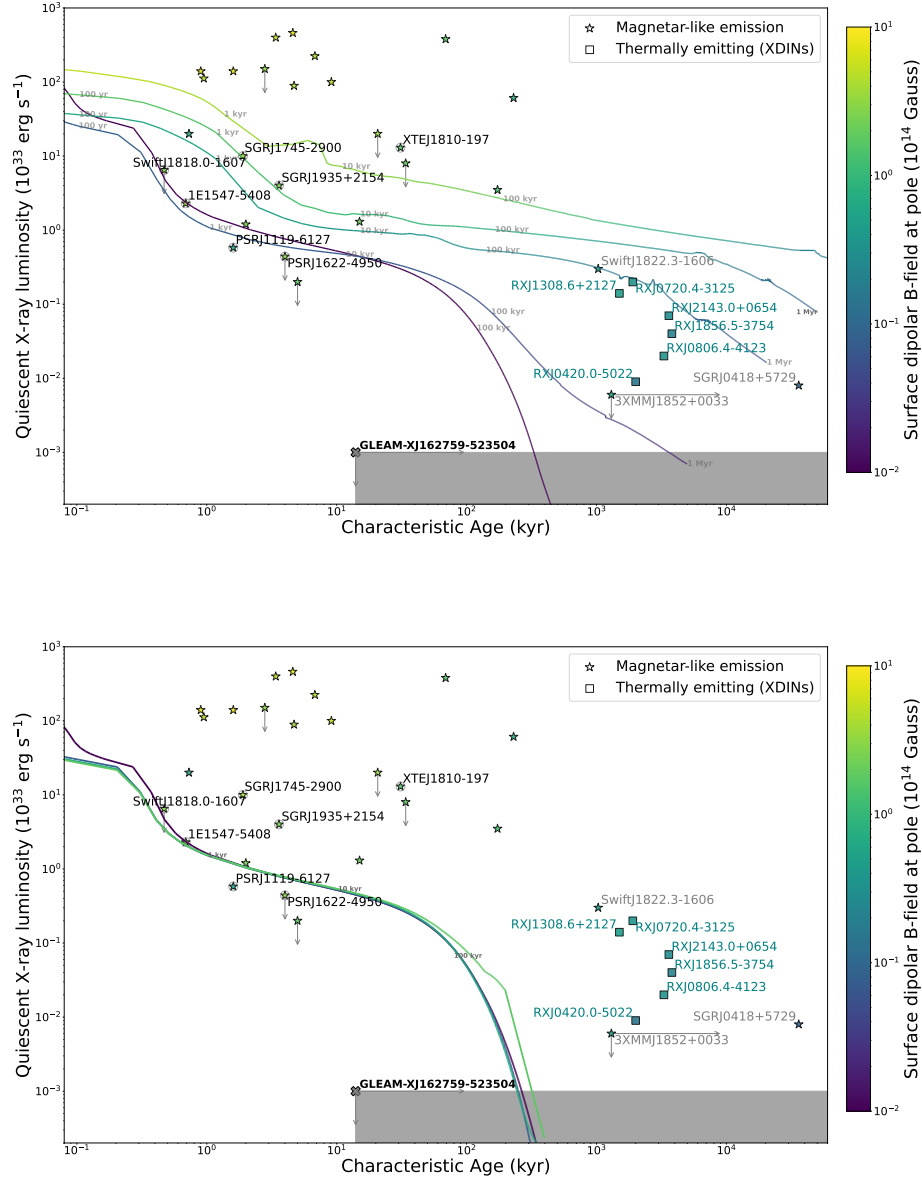 10³
10²
10¹
10⁰
10⁻¹
10⁻²
10⁻³
Quiescent X-ray luminosity (10³³ erg s⁻¹)
Magnetar-like emission
Thermally emitting (XDINs)
100 yr
100 yr
100 yr
1 kyr
1 kyr
1 kyr
10 kyr
10 kyr
10 kyr
10 kyr
100 kyr
100 kyr
100 kyr
100 kyr
1 Myr
1 Myr
1 Myr
SGRJ1745-2900
XTEJ1810-197
SwiftJ1818.0-1607
SGRJ1935+2154
1E1547-5408
PSRJ1119-6127
PSRJ1622-4950
SwiftJ1822.3-1606
RXJ1308.6+2127
RXJ0720.4-3125
RXJ2143.0+0654
RXJ1856.5-3754
RXJ0806.4-4123
RXJ0420.0-5022
SGRJ0418+5729
3XMMJ1852+0033
GLEAM-XJ162759-523504
10⁻¹ 10⁰ 10¹ 10² 10³ 10⁴
Characteristic Age (kyr)
10¹
10⁰
10⁻¹
10⁻²
Surface dipolar B-field at pole (10¹⁴ Gauss)
10³
10²
10¹
10⁰
10⁻¹
10⁻²
10⁻³
Quiescent X-ray luminosity (10³³ erg s⁻¹)
Magnetar-like emission
Thermally emitting (XDINs)
XTEJ1810-197
SGRJ1745-2900
SwiftJ1818.0-1607
SGRJ1935+2154
1E1547-5408
1 kyr
PSRJ1119-6127
10 kyr
PSRJ1622-4950
SwiftJ1822.3-1606
RXJ1308.6+2127
RXJ0720.4-3125
RXJ2143.0+0654
100 kyr
RXJ1856.5-3754
RXJ0806.4-4123
RXJ0420.0-5022
SGRJ0418+5729
3XMMJ1852+0033
GLEAM-XJ162759-523504
10⁻¹ 10⁰ 10¹ 10² 10³ 10⁴
Characteristic Age (kyr)
10¹
10⁰
10⁻¹
10⁻²
Surface dipolar B-field at pole (10¹⁴ Gauss)